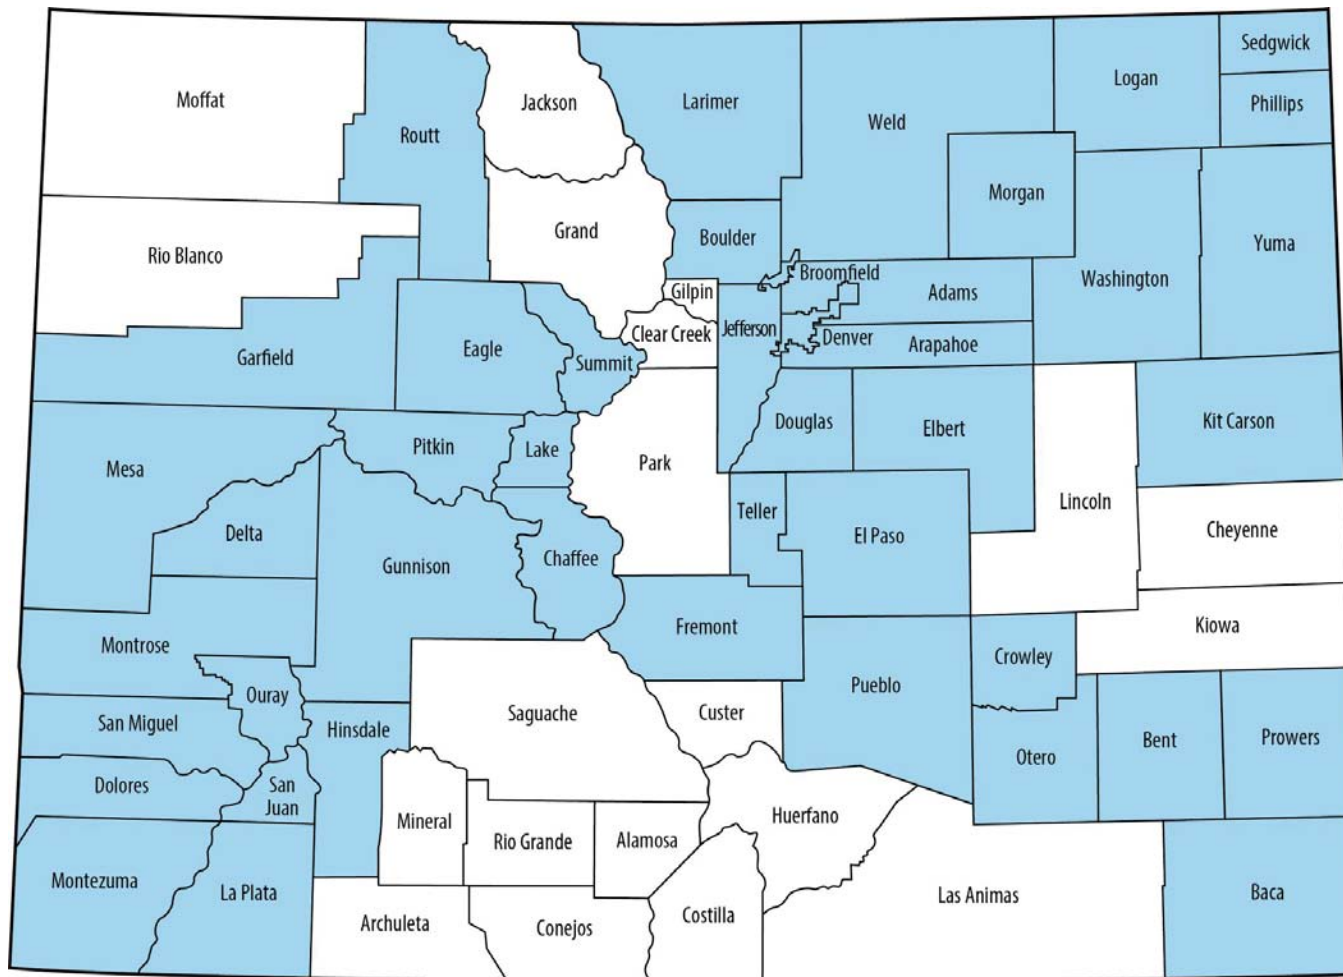 Sedgwick
Logan
Moffat
Jackson
Larimer
Phillips
Weld
Routt
Morgan
Grand
Boulder
Yuma
Rio Blanco
Broomfield
Washington
Gilpin
Adams
Clear Creek
Jefferson
Denver
Arapahoe
Eagle
Garfield
Summit
Douglas
Elbert
Kit Carson
Pitkin
Lake
Park
Mesa
Lincoln
Teller
Cheyenne
Delta
El Paso
Chaffee
Gunnison
Fremont
Kiowa
Montrose
Crowley
Pueblo
Ouray
Saguache
Custer
San Miguel
Hinsdale
Bent
Prowers
Otero
Dolores
San
Juan
Mineral
Huerfano
Rio Grande
Alamosa
Montezuma
La Plata
Baca
Las Animas
Costilla
Archuleta
Conejos